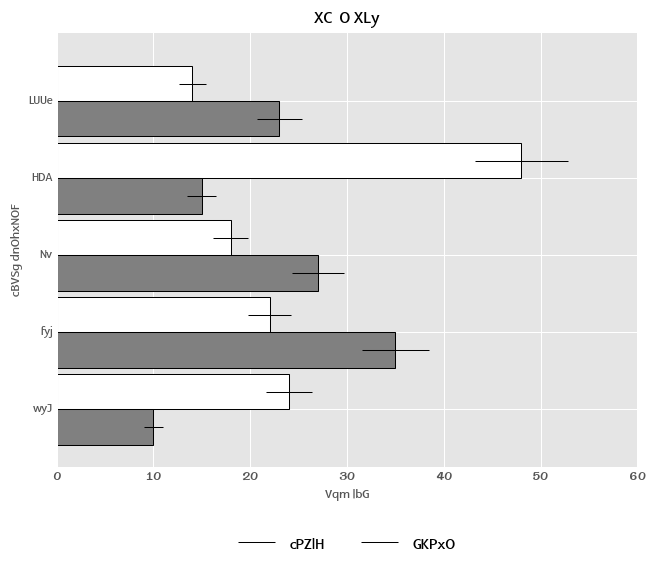 XC O XLy
LUUe
HDA
Nv
fyj
wyJ
cBVSg dnOhxNOF
0 10 20 30 40 50 60
Vqm lbG
cPZlH GKPxO